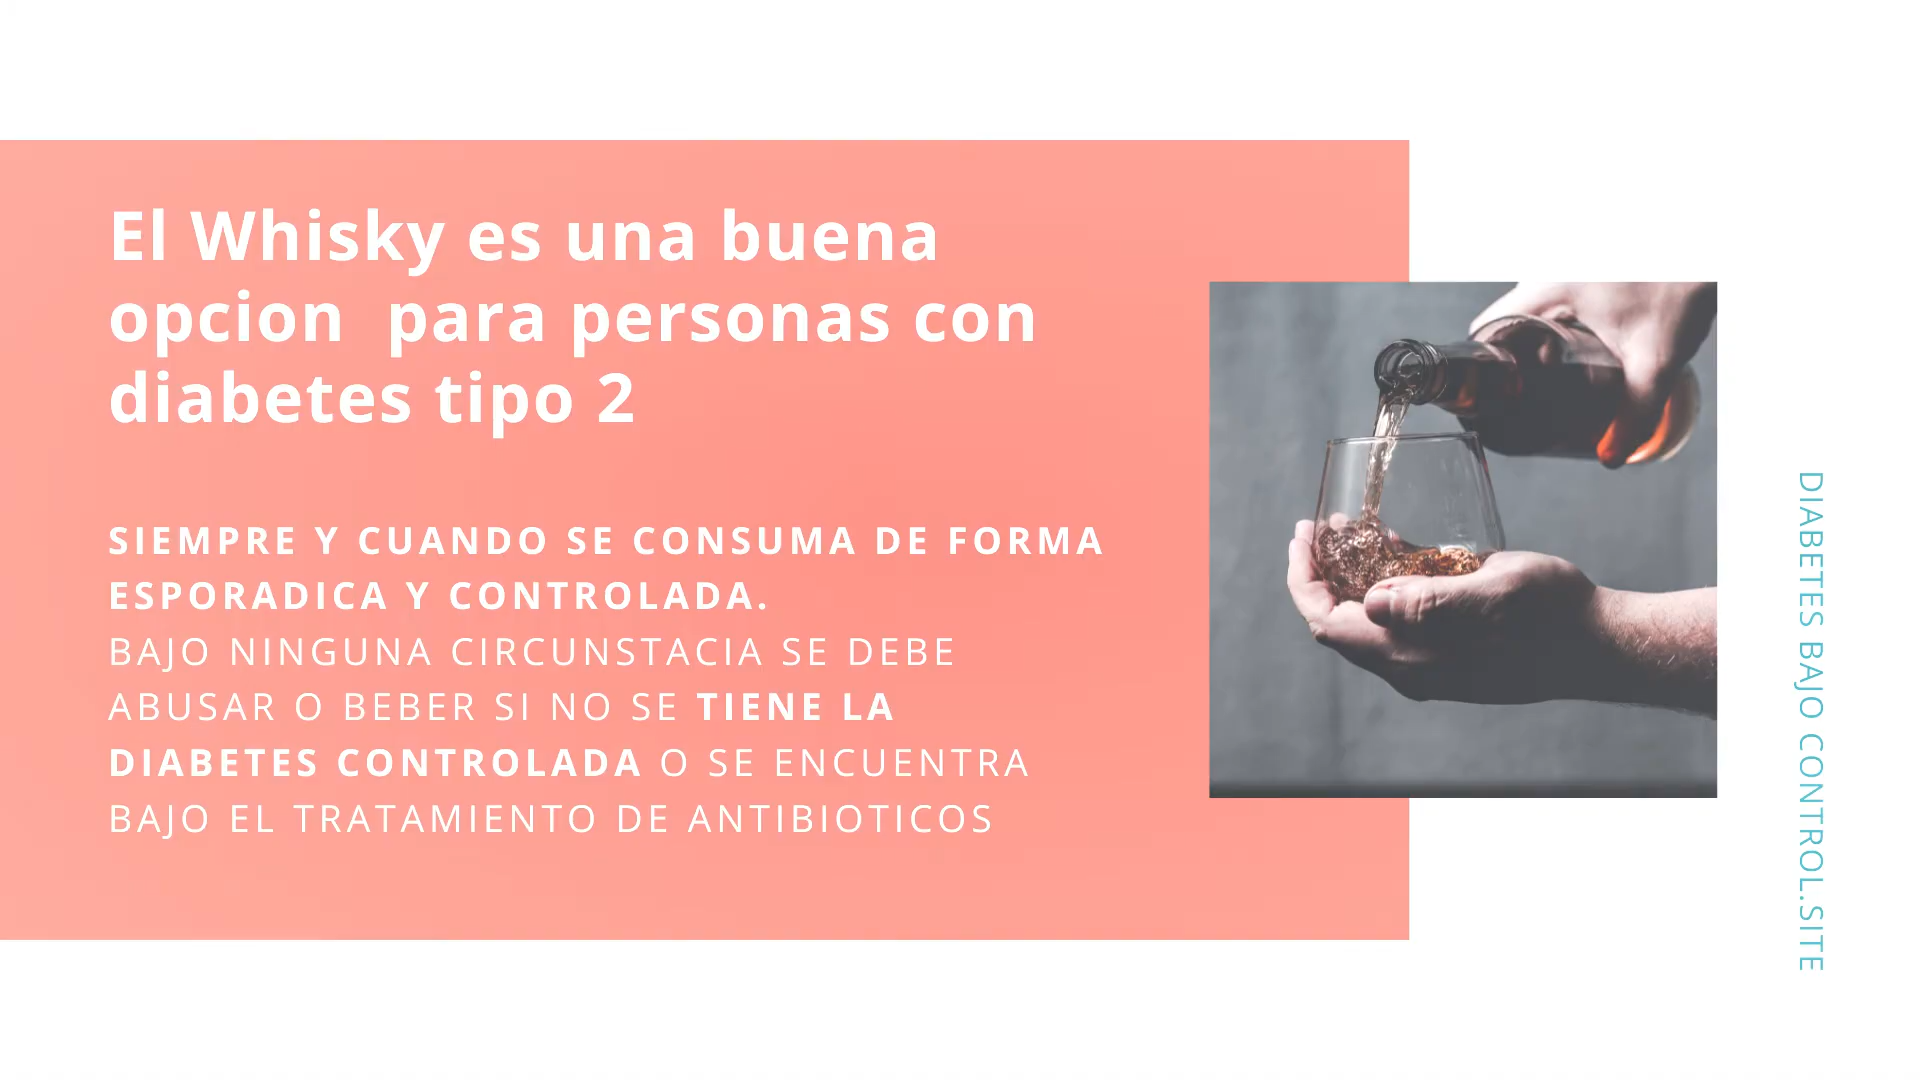 El Whisky es una buena
opcion  para personas con
diabetes tipo 2
SIEMPRE Y CUANDO SE CONSUMA DE FORMA
ESPORADICA Y CONTROLADA.
BAJO NINGUNA CIRCUNSTACIA SE DEBE
ABUSAR O BEBER SI NO SE TIENE LA
DIABETES CONTROLADA O SE ENCUENTRA
BAJO EL TRATAMIENTO DE ANTIBIOTICOS
DIABETES BAJO CONTROL.SITE